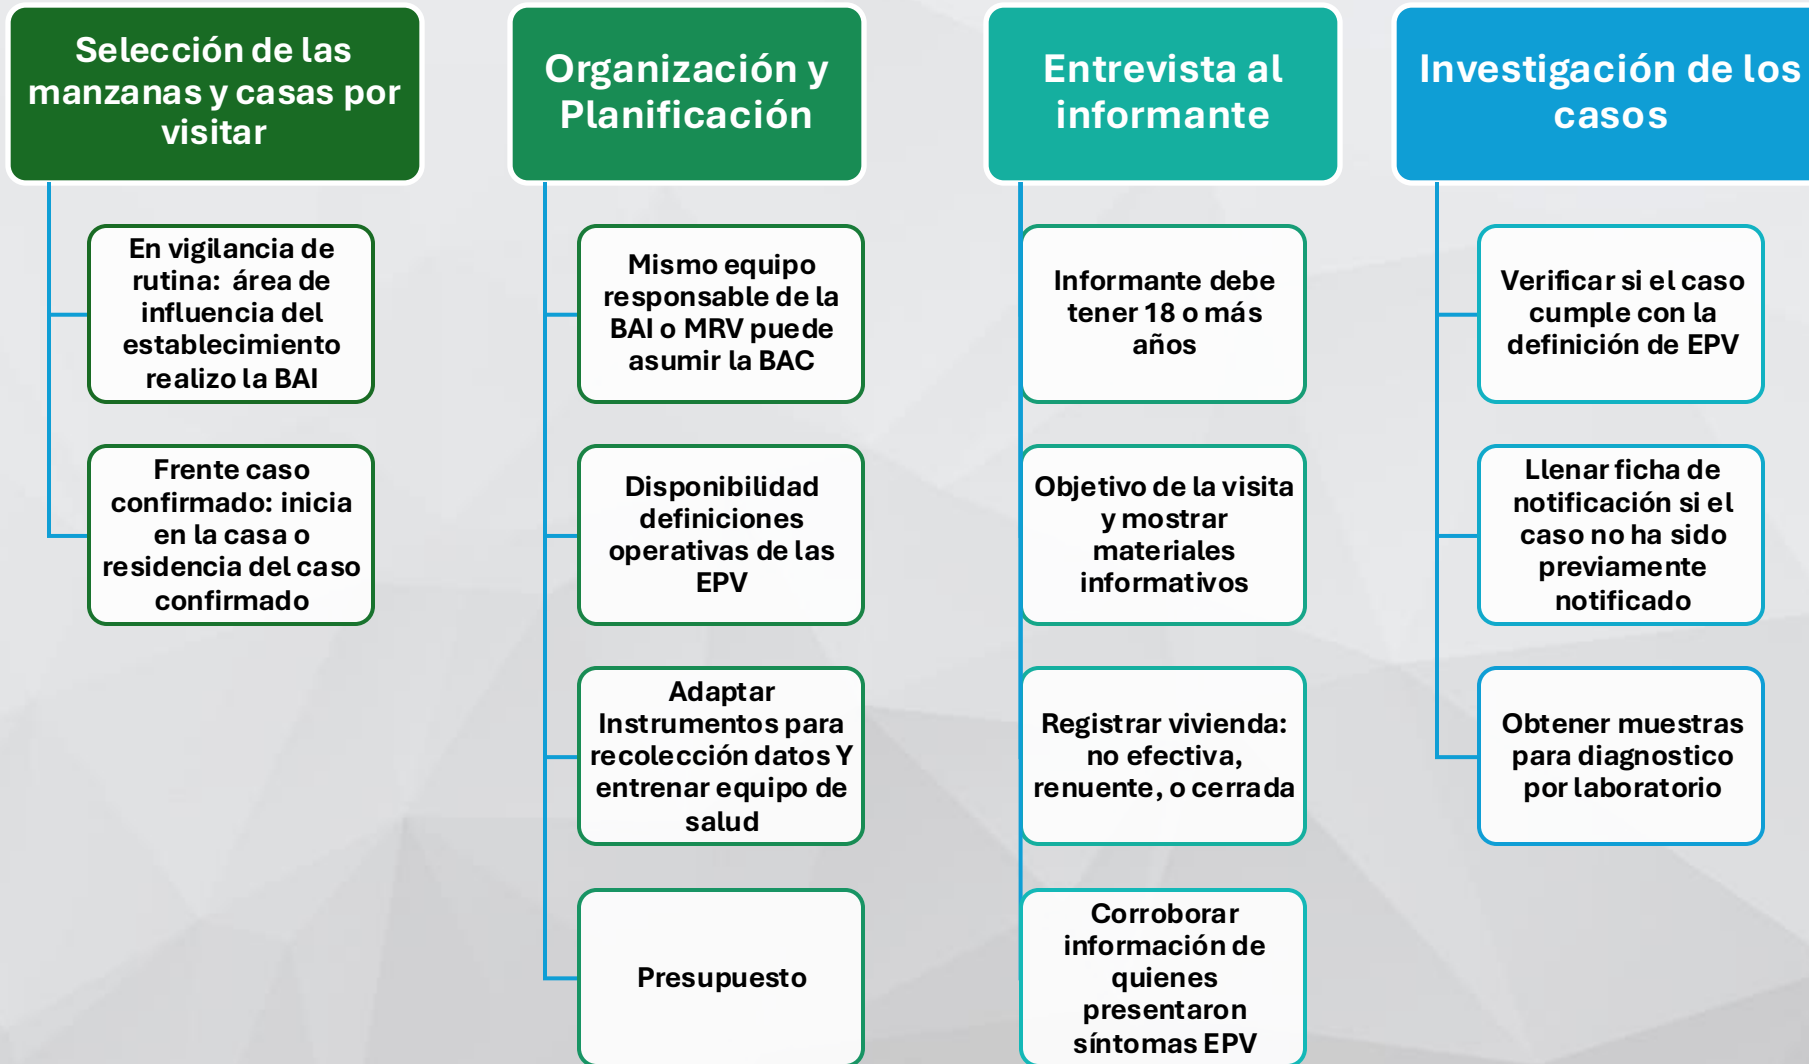 Selección de las
manzanas y casas por
visitar
En vigilancia de
rutina: área de
influencia del
establecimiento
realizo la BAI
Frente caso
confirmado: inicia
en la casa o
residencia del caso
confirmado
Organización y
Planificación
Mismo equipo
responsable de la
BAI o MRV puede
asumir la BAC
Disponibilidad
definiciones
operativas de las
EPV
Adaptar
Instrumentos para
recolección datos Y
entrenar equipo de
salud
Presupuesto
Entrevista al
informante
Informante debe
tener 18 o más
años
Objetivo de la visita
y mostrar
materiales
informativos
Registrar vivienda:
no efectiva,
renuente, o cerrada
Corroborar
información de
quienes
presentaron
síntomas EPV
Investigación de los
casos
Verificar si el caso
cumple con la
definición de EPV
Llenar ficha de
notificación si el
caso no ha sido
previamente
notificado
Obtener muestras
para diagnostico
por laboratorio